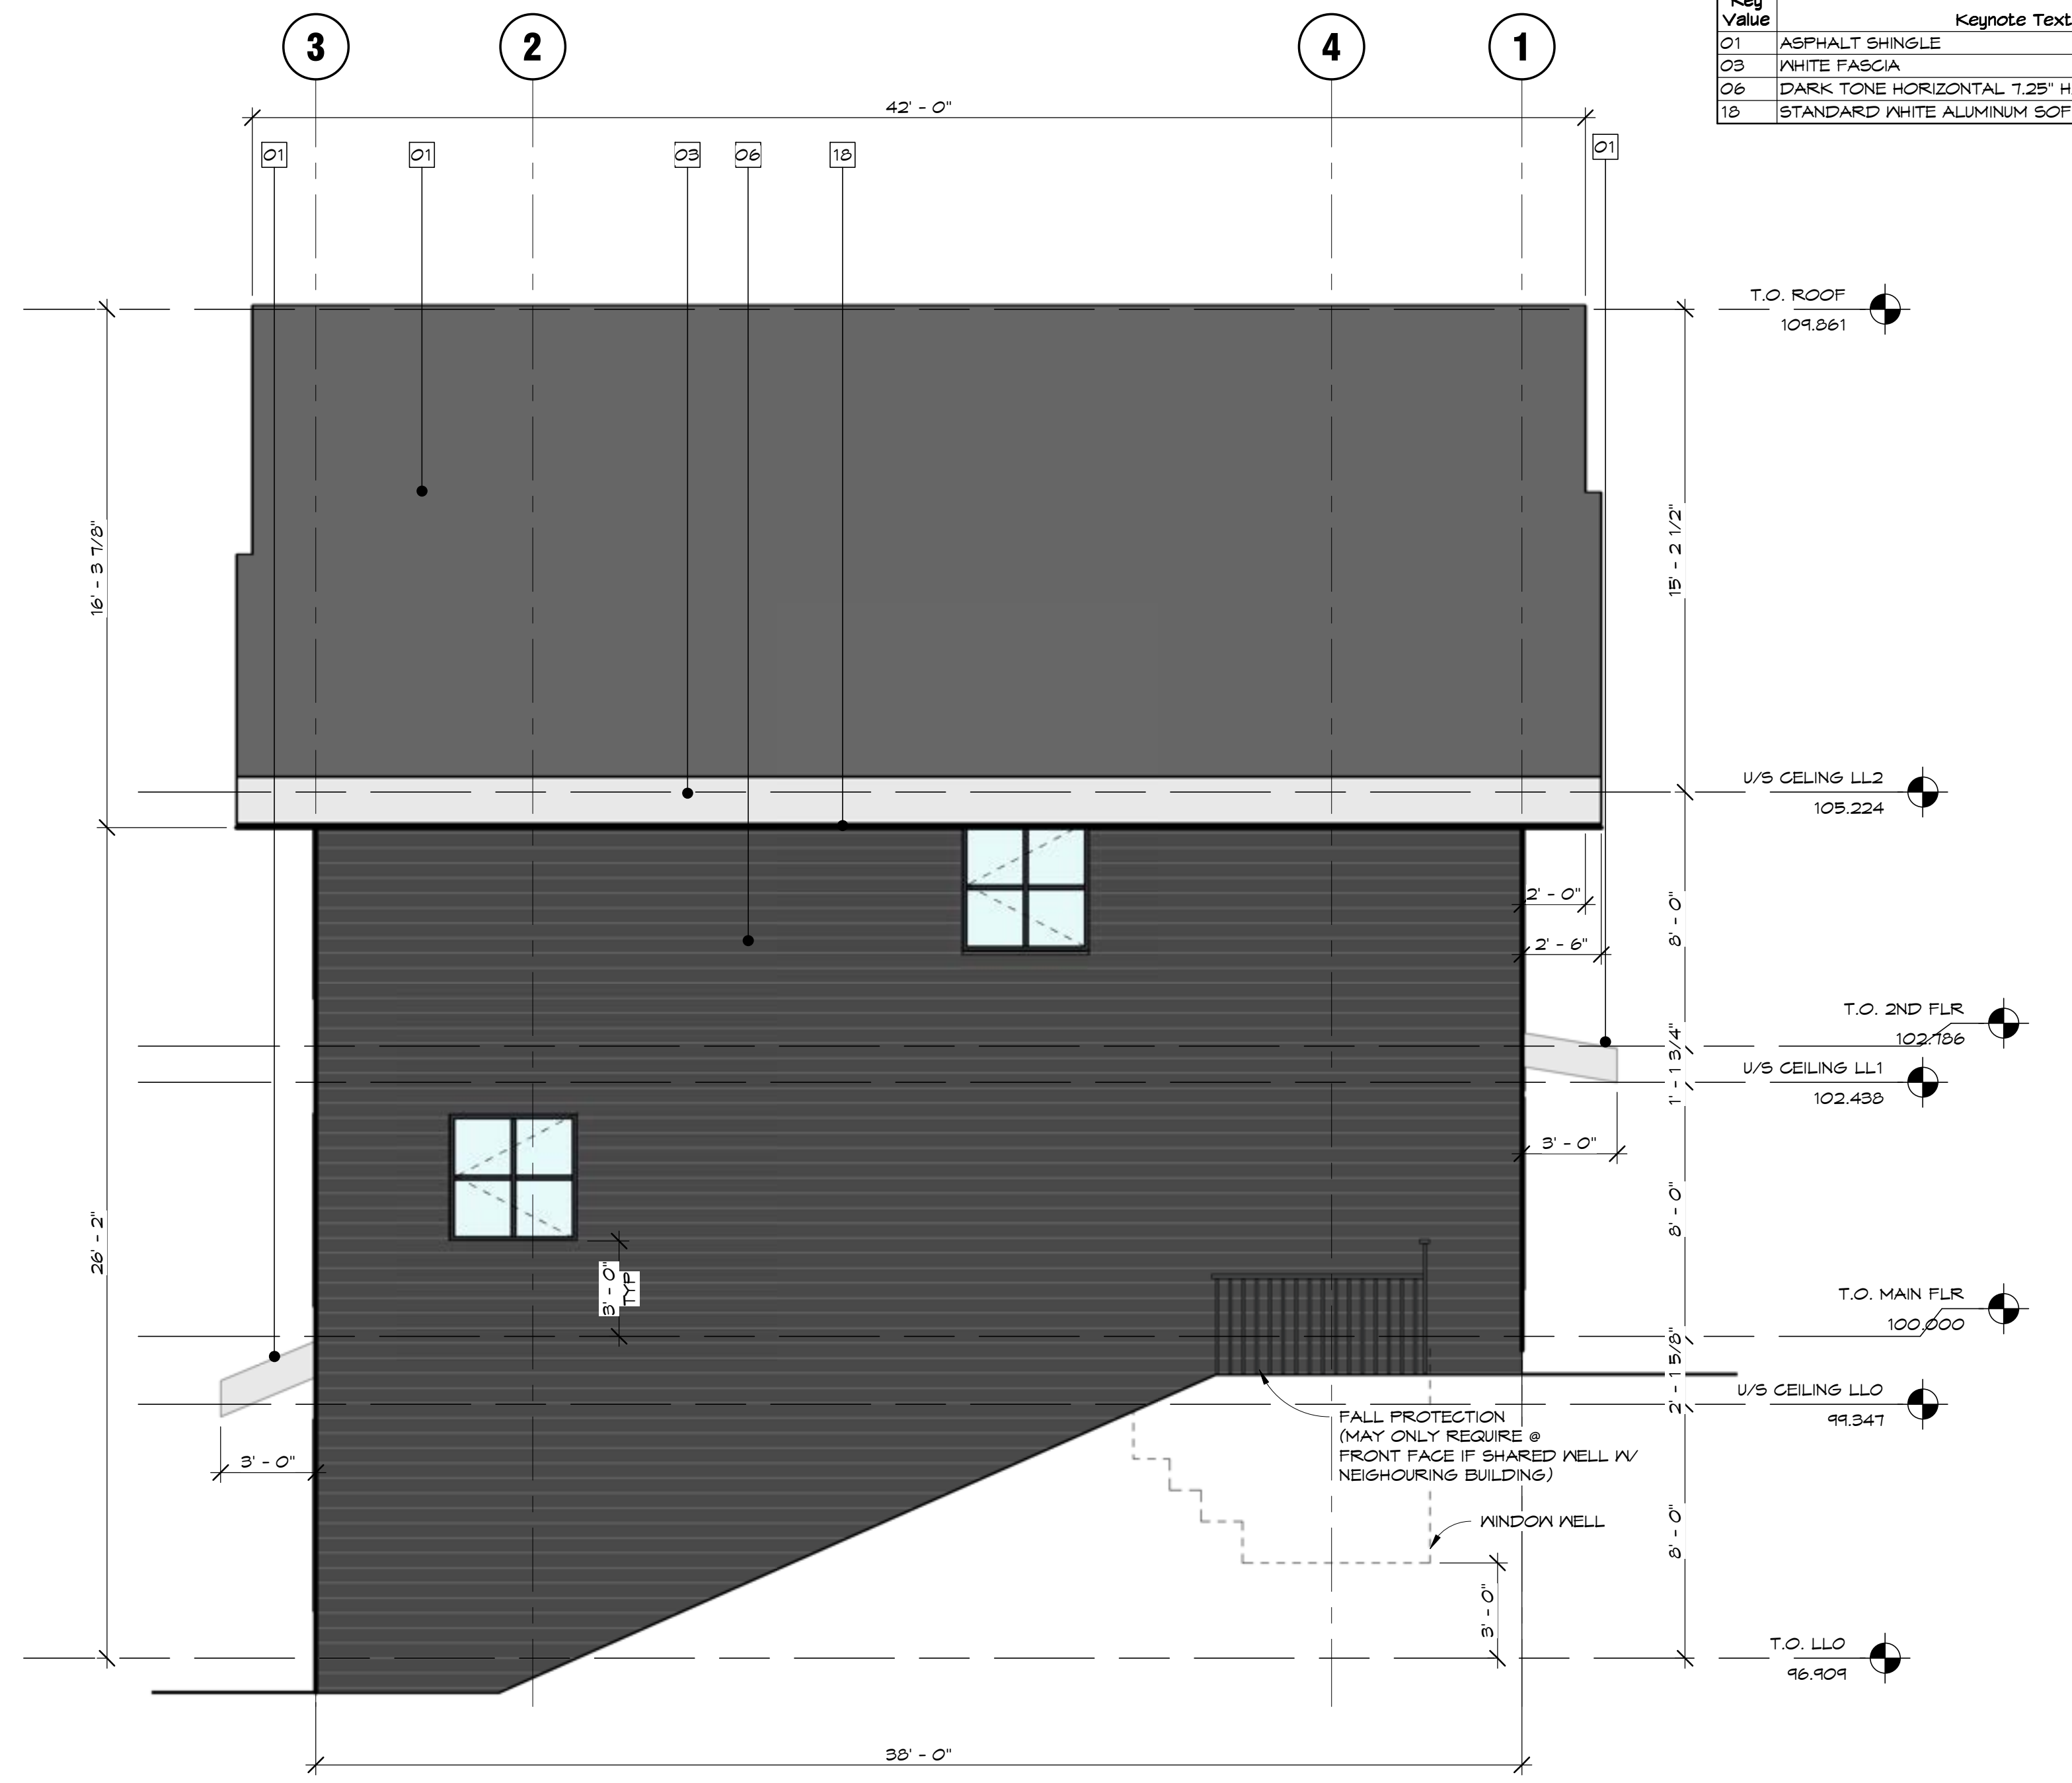 3
2
4
1
Key
Value
Keynote Text
01 ASPHALT SHINGLE
03 WHITE FASCIA
06 DARK TONE HORIZONTAL 7.25" H
18 STANDARD WHITE ALUMINUM SOF
42' - 0"
01
01
03
06
18
01
T.O. ROOF
109.861
16' - 3 7/8"
15' - 2 1/2"
U/S CELING LL2
105.224
2' - 0"
8' - 0"
2' - 6"
T.O. 2ND FLR
102.786
1' - 1 3/4"
U/S CEILING LL1
102.438
3' - 0"
8' - 0"
26' - 2"
3' - 0"
TYP
T.O. MAIN FLR
100.000
2' - 1 5/8"
U/S CEILING LL0
99.347
FALL PROTECTION
(MAY ONLY REQUIRE @
FRONT FACE IF SHARED WELL W/
NEIGHOURING BUILDING)
3' - 0"
WINDOW WELL
8' - 0"
3' - 0"
T.O. LL0
96.909
38' - 0"